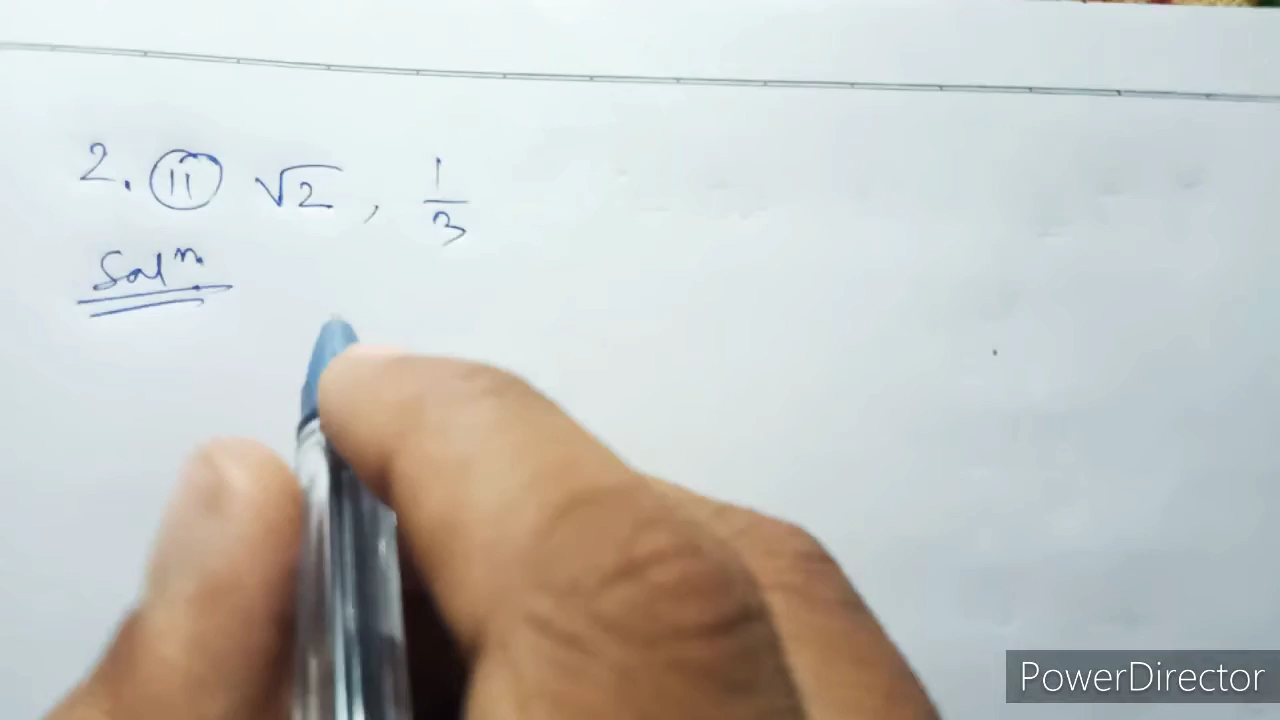 2. (ii) √2, 1/3
Solⁿ
PowerDirector